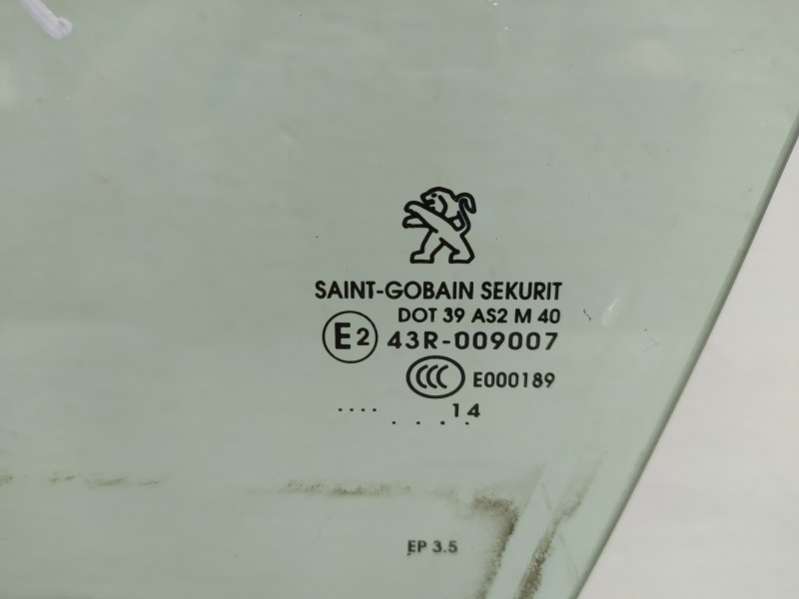 SAINT-GOBAIN SEKURIT
DOT 39 AS2 M 40
E2 43R-009007
CCC E000189
.... ... 14
. . . . .
EP 3.5